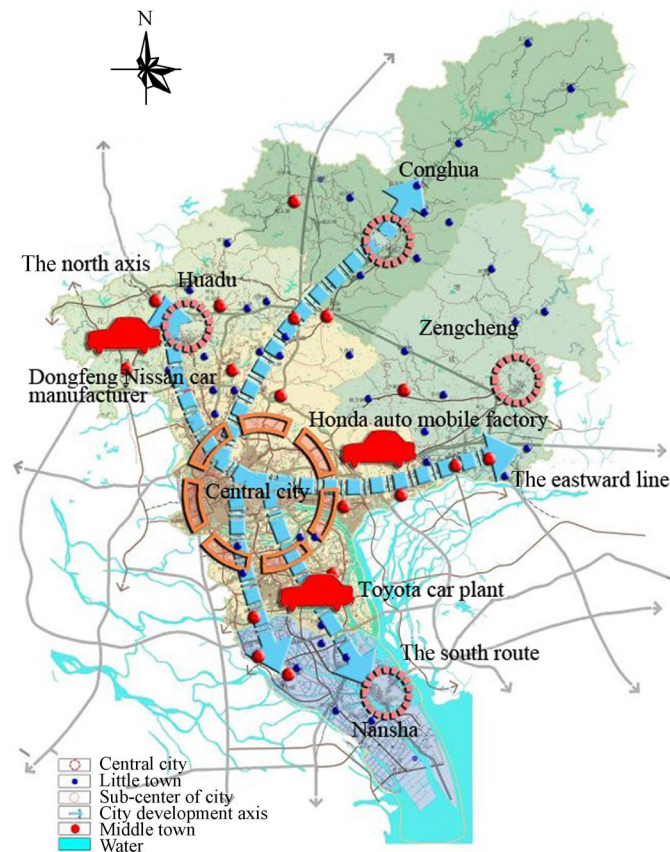 N
Conghua
The north axis
Huadu
Zengcheng
Dongfeng Nissan car
manufacturer
Honda auto mobile factory
Central city
The eastward line
Toyota car plant
The south route
Nansha
Central city
Little town
Sub-center of city
City development axis
Middle town
Water